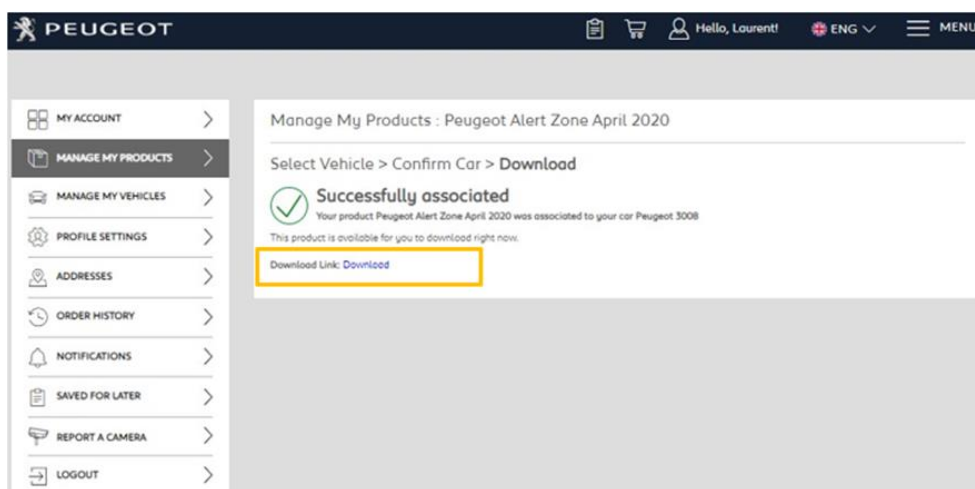 PEUGEOT
Hello, Laurent!
ENG
MENU
MY ACCOUNT
MANAGE MY PRODUCTS
MANAGE MY VEHICLES
PROFILE SETTINGS
ADDRESSES
ORDER HISTORY
NOTIFICATIONS
SAVED FOR LATER
REPORT A CAMERA
LOGOUT
Manage My Products : Peugeot Alert Zone April 2020
Select Vehicle > Confirm Car > Download
Successfully associated
Your product Peugeot Alert Zone April 2020 was associated to your car Peugeot 3008
This product is available for you to download right now.
Download Link: Download